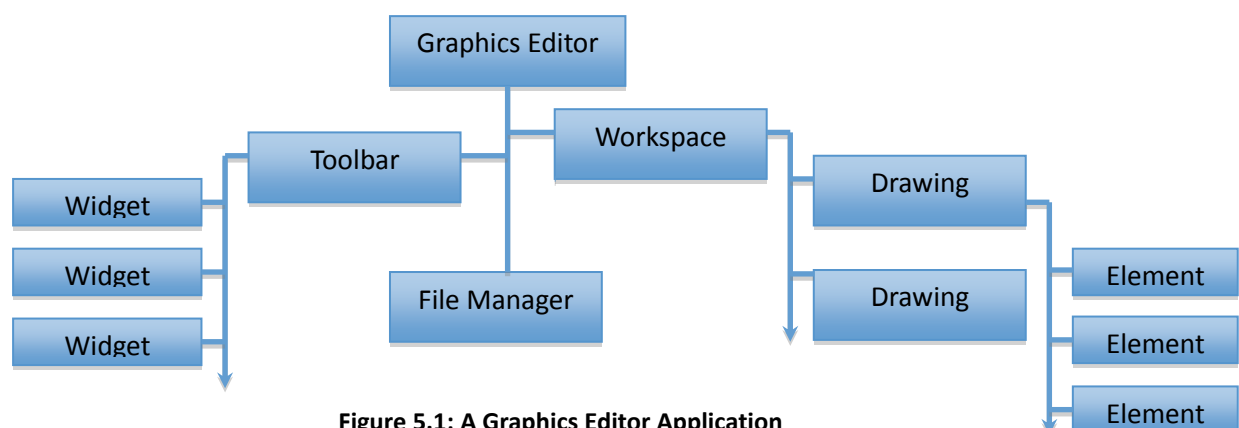 Graphics Editor
Workspace
Toolbar
Drawing
Widget
Widget
Element
File Manager
Drawing
Widget
Element
Element
Figure 5.1: A Graphics Editor Application